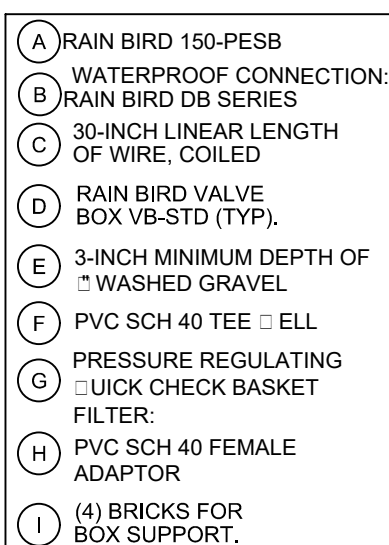 A RAIN BIRD 150-PESB
B WATERPROOF CONNECTION:
RAIN BIRD DB SERIES
C 30-INCH LINEAR LENGTH
OF WIRE, COILED
D RAIN BIRD VALVE
BOX VB-STD (TYP).
E 3-INCH MINIMUM DEPTH OF
□" WASHED GRAVEL
F PVC SCH 40 TEE □ ELL
G PRESSURE REGULATING
□UICK CHECK BASKET
FILTER:
H PVC SCH 40 FEMALE
ADAPTOR
I (4) BRICKS FOR
BOX SUPPORT.